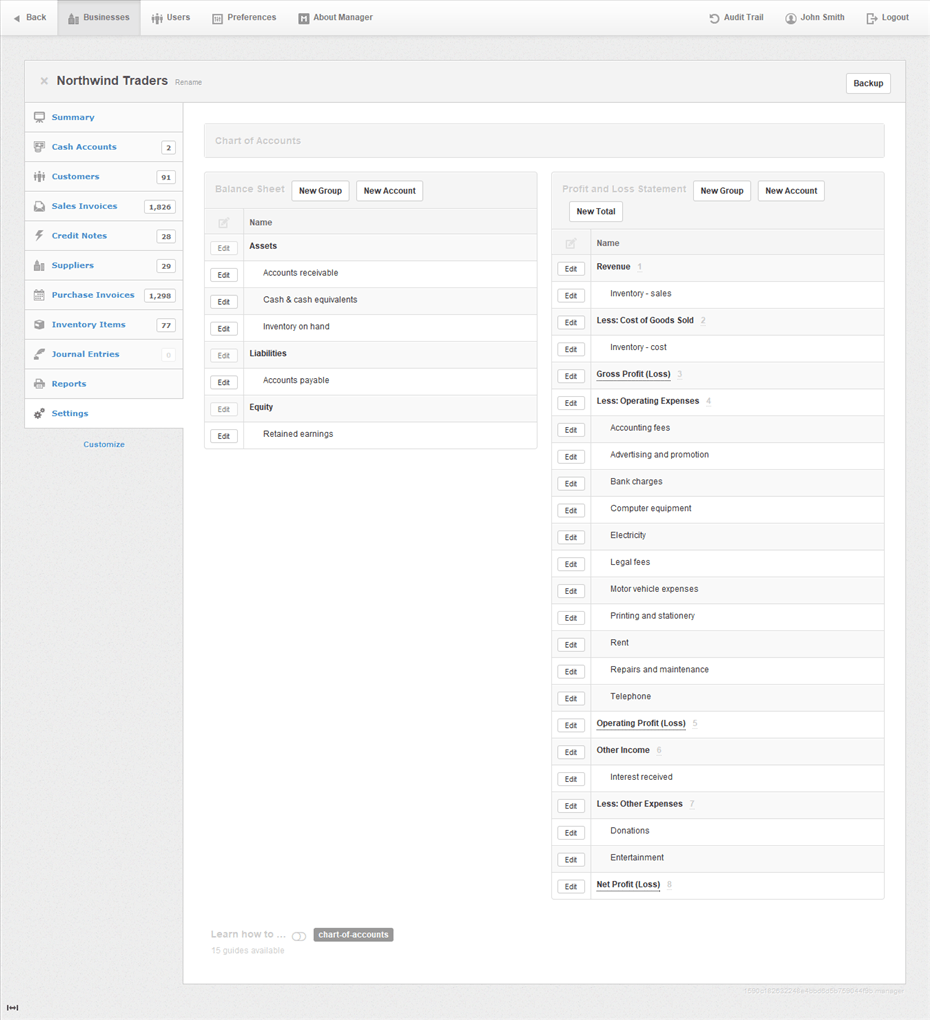 Back Businesses Users Preferences About Manager Audit Trail John Smith Logout
Northwind Traders Rename Backup
Summary
Cash Accounts 2
Customers 91
Sales Invoices 1,826
Credit Notes 28
Suppliers 29
Purchase Invoices 1,298
Inventory Items 77
Journal Entries 0
Reports
Settings
Customize
Chart of Accounts
Balance Sheet New Group New Account
Name
Edit Assets
Edit Accounts receivable
Edit Cash & cash equivalents
Edit Inventory on hand
Edit Liabilities
Edit Accounts payable
Edit Equity
Edit Retained earnings
Profit and Loss Statement New Group New Account
New Total
Name
Edit Revenue 1
Edit Inventory - sales
Edit Less: Cost of Goods Sold 2
Edit Inventory - cost
Edit Gross Profit (Loss) 3
Edit Less: Operating Expenses 4
Edit Accounting fees
Edit Advertising and promotion
Edit Bank charges
Edit Computer equipment
Edit Electricity
Edit Legal fees
Edit Motor vehicle expenses
Edit Printing and stationery
Edit Rent
Edit Repairs and maintenance
Edit Telephone
Edit Operating Profit (Loss) 5
Edit Other Income 6
Edit Interest received
Edit Less: Other Expenses 7
Edit Donations
Edit Entertainment
Edit Net Profit (Loss) 8
Learn how to ... chart-of-accounts
15 guides available